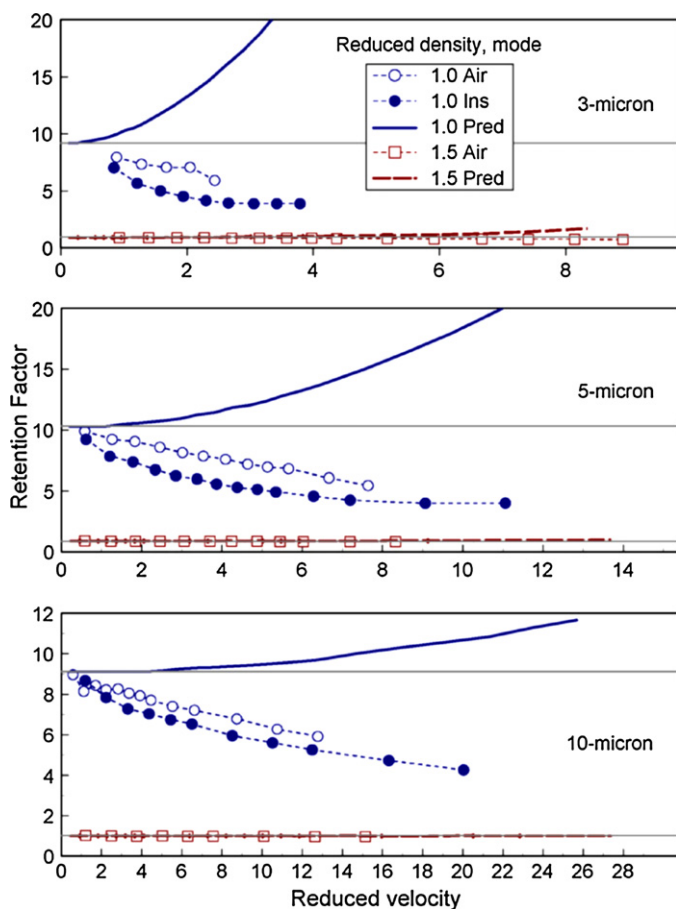 20
15
10
5
0
Reduced density, mode
1.0 Air
1.0 Ins
1.0 Pred
1.5 Air
1.5 Pred
3-micron
0 2 4 6 8
20
15
10
5
0
5-micron
0 2 4 6 8 10 12 14
Retention Factor
12
10
8
6
4
2
0
10-micron
0 2 4 6 8 10 12 14 16 18 20 22 24 26 28
Reduced velocity